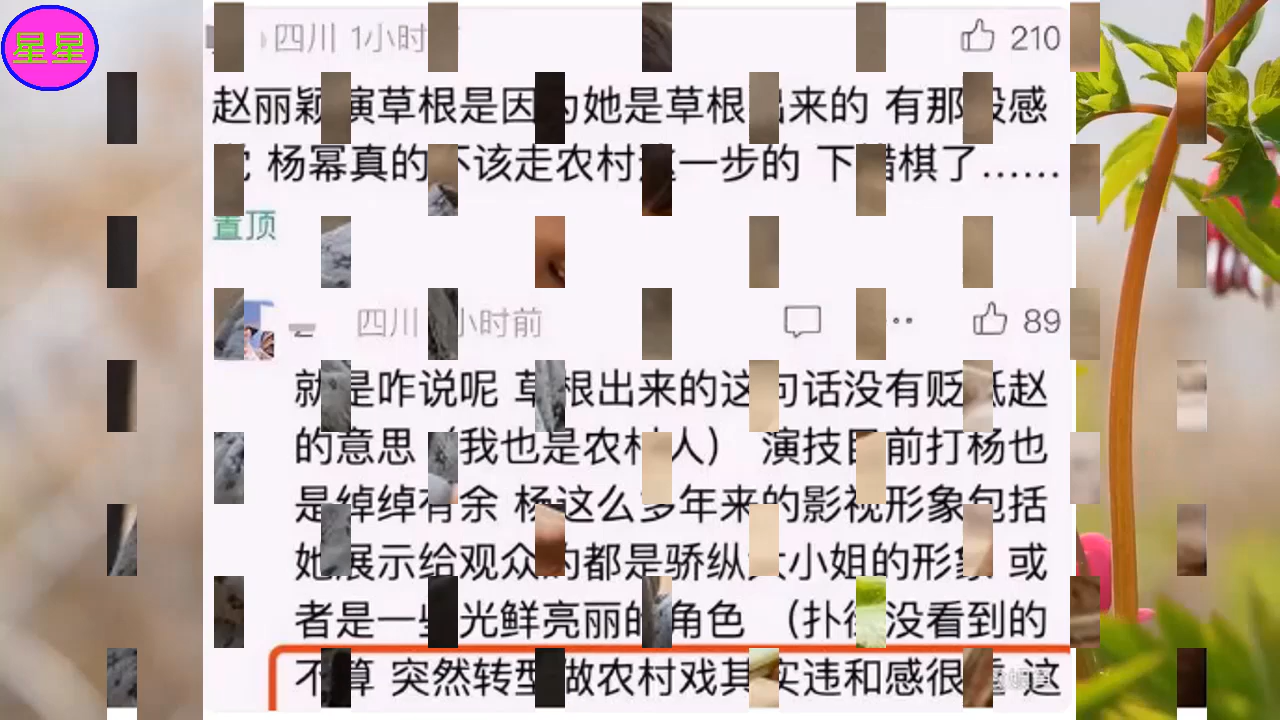 星星
四川 1小时
210
赵丽颖演草根是因为她是草根出来的 有那股感
觉 杨幂真的不该走农村这一步的 下错棋了……
置顶
四川 小时前
89
就是咋说呢 草根出来的这句话没有贬低赵
的意思（我也是农村人） 演技目前打杨也
是绰绰有余 杨这么多年来的影视形象包括
她展示给观众的都是骄纵大小姐的形象 或
者是一些光鲜亮丽的角色 （扑街没看到的
不算 突然转型做农村戏其实违和感很重 这